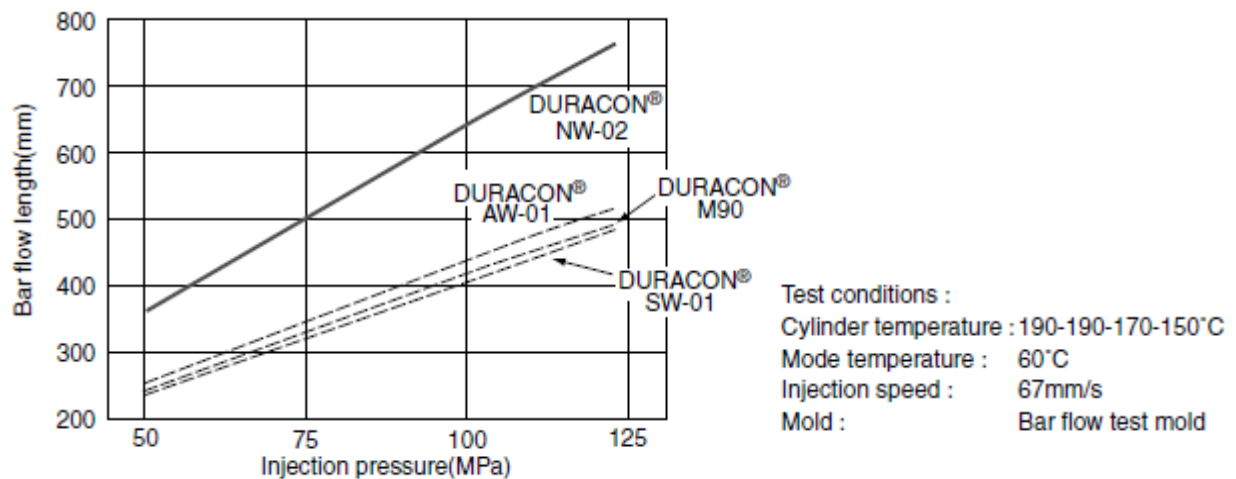 800
700
600
500
400
300
200
Bar flow length(mm)
50
75
100
125
Injection pressure(MPa)
DURACON®
NW-02
DURACON®
AW-01
DURACON®
M90
DURACON®
SW-01
Test conditions :
Cylinder temperature : 190-190-170-150˚C
Mode temperature : 60˚C
Injection speed : 67mm/s
Mold : Bar flow test mold